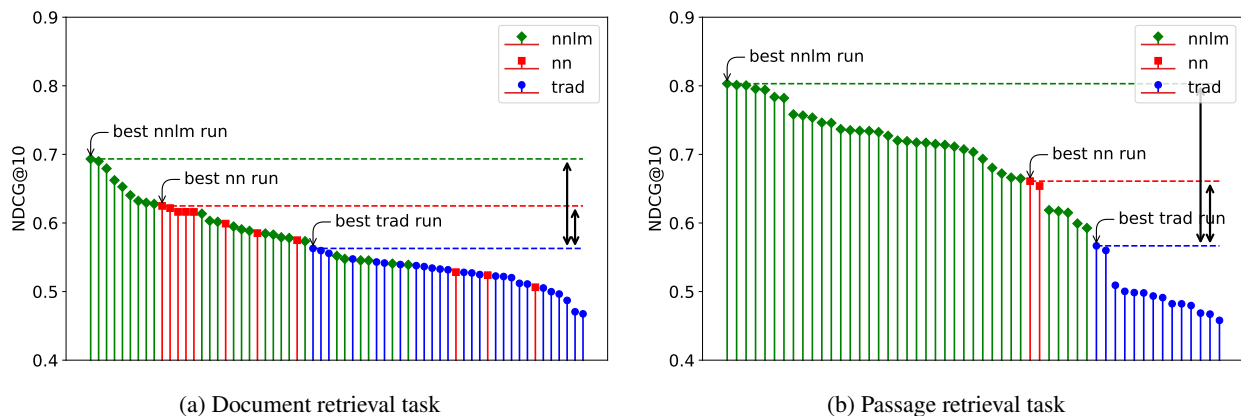 0.9
0.8
0.7
0.6
0.5
0.4
NDCG@10
nnlm
nn
trad
best nnlm run
best nn run
best trad run
(a) Document retrieval task
0.9
0.8
0.7
0.6
0.5
0.4
NDCG@10
nnlm
nn
trad
best nnlm run
best nn run
best trad run
(b) Passage retrieval task